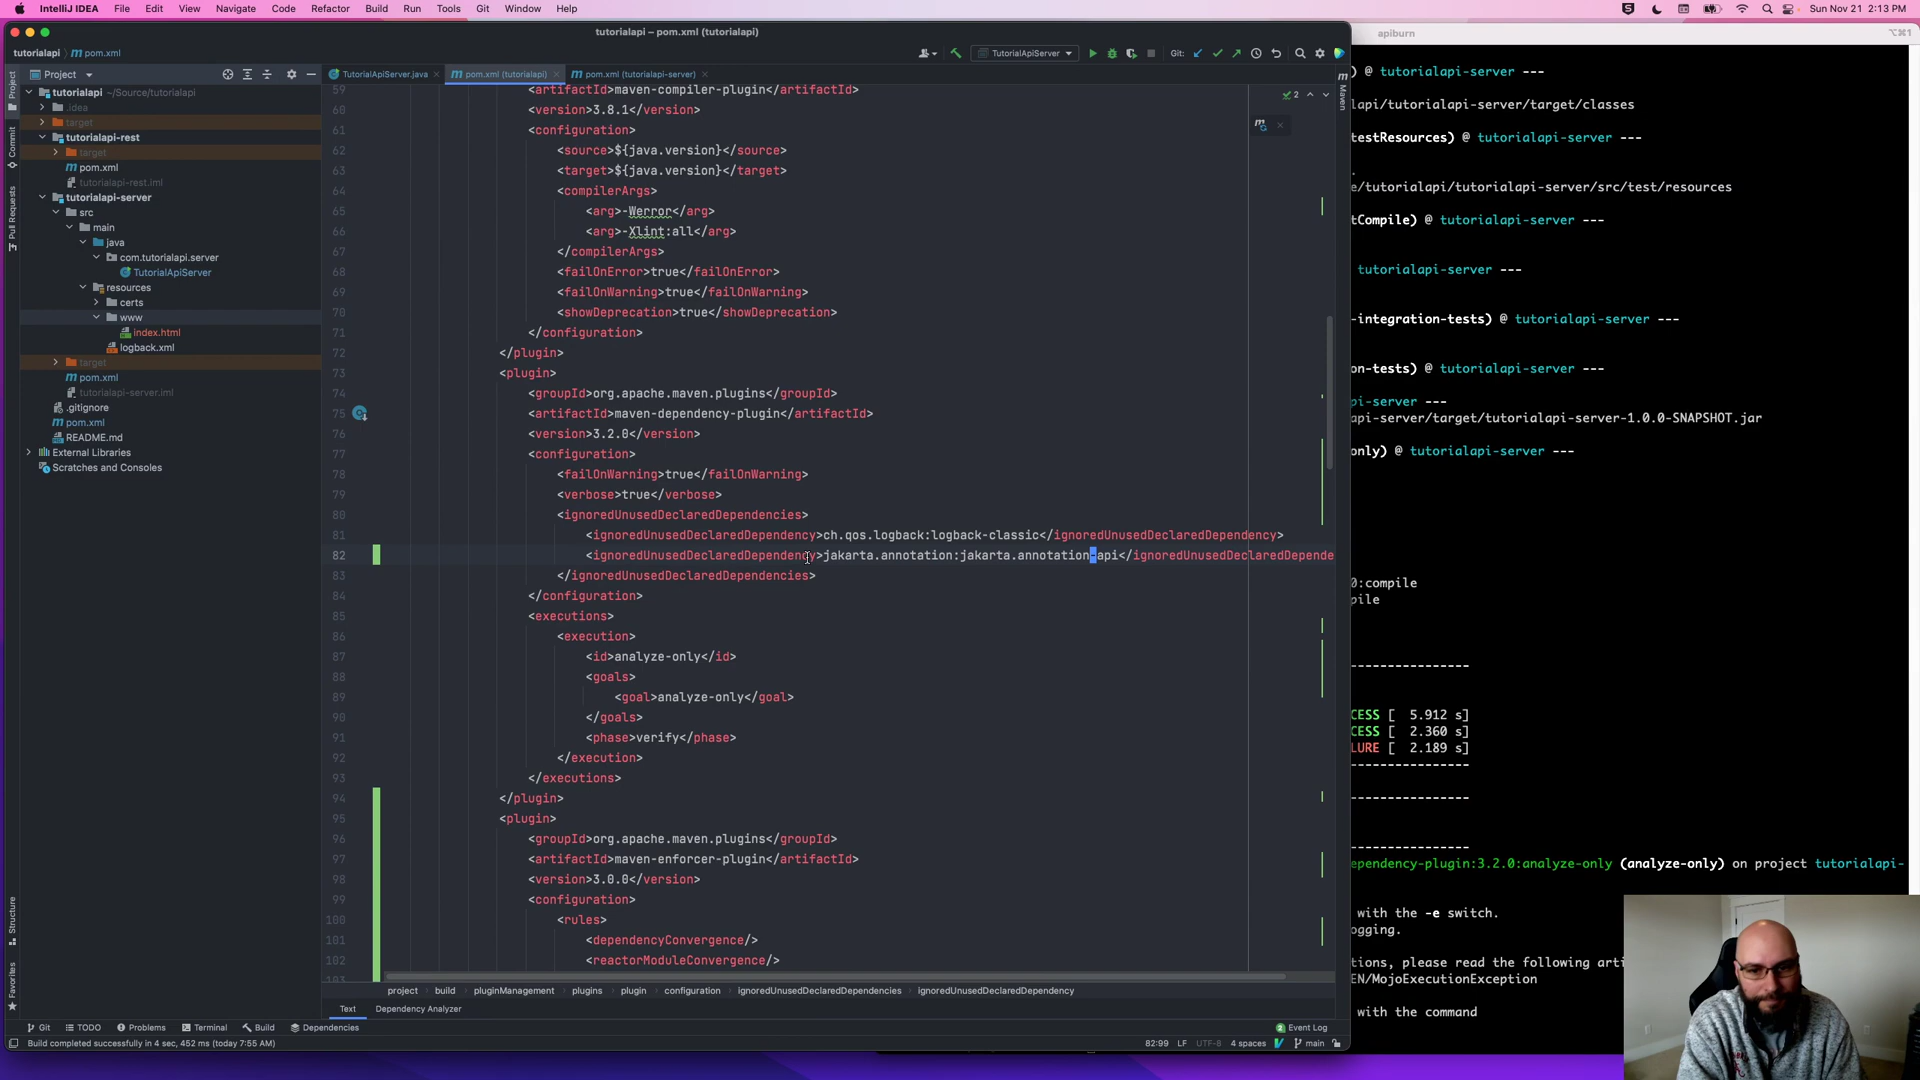 IntelliJ IDEA File Edit View Navigate Code Refactor Build Run Tools Git Window Help Sun Nov 21 2:13 PM
tutorialapi – pom.xml (tutorialapi)
apiburn
⌥⌘1
tutorialapi pom.xml
TutorialApiServer Git:
Project
TutorialApiServer.java pom.xml (tutorialapi) pom.xml (tutorialapi-server)
Project
Commit
Pull Requests
Structure
Favorites
tutorialapi ~/Source/tutorialapi
.idea
target
tutorialapi-rest
target
pom.xml
tutorialapi-rest.iml
tutorialapi-server
src
main
java
com.tutorialapi.server
TutorialApiServer
resources
certs
www
index.html
logback.xml
target
pom.xml
tutorialapi-server.iml
.gitignore
pom.xml
README.md
External Libraries
Scratches and Consoles
59 <artifactId>maven-compiler-plugin</artifactId>
60 <version>3.8.1</version>
61 <configuration>
62 <source>${java.version}</source>
63 <target>${java.version}</target>
64 <compilerArgs>
65 <arg>-Werror</arg>
66 <arg>-Xlint:all</arg>
67 </compilerArgs>
68 <failOnError>true</failOnError>
69 <failOnWarning>true</failOnWarning>
70 <showDeprecation>true</showDeprecation>
71 </configuration>
72 </plugin>
73 <plugin>
74 <groupId>org.apache.maven.plugins</groupId>
75 <artifactId>maven-dependency-plugin</artifactId>
76 <version>3.2.0</version>
77 <configuration>
78 <failOnWarning>true</failOnWarning>
79 <verbose>true</verbose>
80 <ignoredUnusedDeclaredDependencies>
81 <ignoredUnusedDeclaredDependency>ch.qos.logback:logback-classic</ignoredUnusedDeclaredDependency>
82 <ignoredUnusedDeclaredDependency>jakarta.annotation:jakarta.annotation-api</ignoredUnusedDeclaredDepende
83 </ignoredUnusedDeclaredDependencies>
84 </configuration>
85 <executions>
86 <execution>
87 <id>analyze-only</id>
88 <goals>
89 <goal>analyze-only</goal>
90 </goals>
91 <phase>verify</phase>
92 </execution>
93 </executions>
94 </plugin>
95 <plugin>
96 <groupId>org.apache.maven.plugins</groupId>
97 <artifactId>maven-enforcer-plugin</artifactId>
98 <version>3.0.0</version>
99 <configuration>
100 <rules>
101 <dependencyConvergence/>
102 <reactorModuleConvergence/>
103
2
Maven
project build pluginManagement plugins plugin configuration ignoredUnusedDeclaredDependencies ignoredUnusedDeclaredDependency
Text Dependency Analyzer
Git TODO Problems Terminal Build Dependencies
2 Event Log
Build completed successfully in 4 sec, 452 ms (today 7:55 AM)
82:99 LF UTF-8 4 spaces main
) @ tutorialapi-server ---
lapi/tutorialapi-server/target/classes
testResources) @ tutorialapi-server ---
.
e/tutorialapi/tutorialapi-server/src/test/resources
tCompile) @ tutorialapi-server ---
tutorialapi-server ---
-integration-tests) @ tutorialapi-server ---
on-tests) @ tutorialapi-server ---
pi-server ---
api-server/target/tutorialapi-server-1.0.0-SNAPSHOT.jar
only) @ tutorialapi-server ---
0:compile
pile
----------------
CESS [  5.912 s]
CESS [  2.360 s]
LURE [  2.189 s]
----------------
----------------
----------------
ependency-plugin:3.2.0:analyze-only (analyze-only) on project tutorialapi-
with the -e switch.
ogging.
tions, please read the following arti
EN/MojoExecutionException
with the command